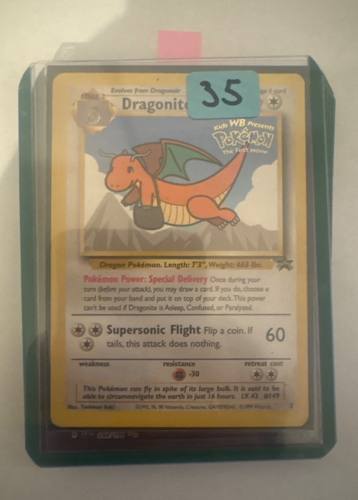 Evolves from Dragonair
Dragonite
35
Kids WB Presents
POKÉMON
The First Movie
Dragon Pokémon. Length: 7'3", Weight: 463 lbs.
Pokémon Power: Special Delivery Once during your
turn (before your attack), you may draw a card. If you do, choose a
card from your hand and put it on top of your deck. This power
can't be used if Dragonite is Asleep, Confused, or Paralyzed.
Supersonic Flight Flip a coin. If
tails, this attack does nothing.
60
weakness
resistance
retreat cost
-30
This Pokémon can fly in spite of its large bulk. It is said to be
able to circumnavigate the earth in just 16 hours. LV. 43 #149
Illus.